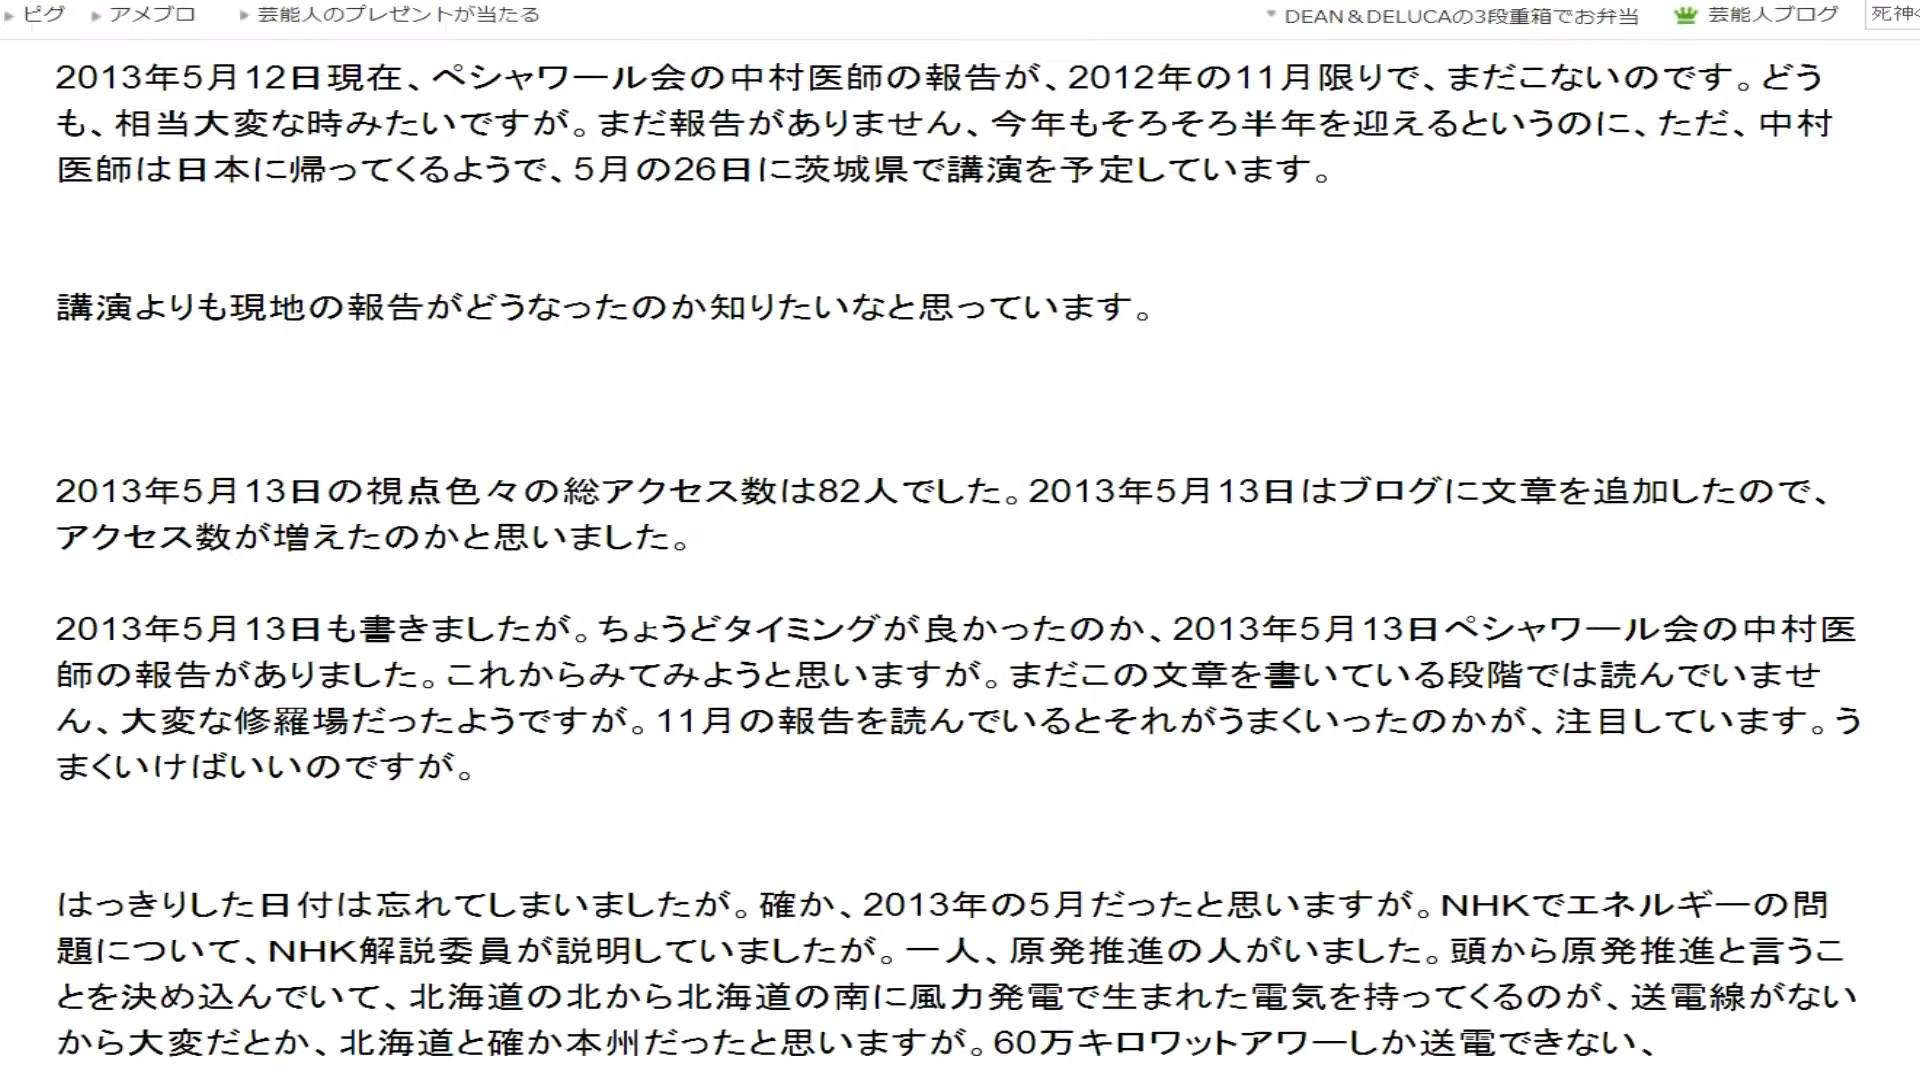 ピグ アメブロ 芸能人のプレゼントが当たる DEAN&DELUCAの3段重箱でお弁当 芸能人ブログ 死神
2013年5月12日現在、ペシャワール会の中村医師の報告が、2012年の11月限りで、まだこないのです。どう
も、相当大変な時みたいですが。まだ報告がありません、今年もそろそろ半年を迎えるというのに、ただ、中村
医師は日本に帰ってくるようで、5月の26日に茨城県で講演を予定しています。
講演よりも現地の報告がどうなったのか知りたいなと思っています。
2013年5月13日の視点色々の総アクセス数は82人でした。2013年5月13日はブログに文章を追加したので、
アクセス数が増えたのかと思いました。
2013年5月13日も書きましたが。ちょうどタイミングが良かったのか、2013年5月13日ペシャワール会の中村医
師の報告がありました。これからみてみようと思いますが。まだこの文章を書いている段階では読んでいませ
ん、大変な修羅場だったようですが。11月の報告を読んでいるとそれがうまくいったのかが、注目しています。う
まくいけばいいのですが。
はっきりした日付は忘れてしまいましたが。確か、2013年の5月だったと思いますが。NHKでエネルギーの問
題について、NHK解説委員が説明していましたが。一人、原発推進の人がいました。頭から原発推進と言うこ
とを決め込んでいて、北海道の北から北海道の南に風力発電で生まれた電気を持ってくるのが、送電線がない
から大変だとか、北海道と確か本州だったと思いますが。60万キロワットアワーしか送電できない、